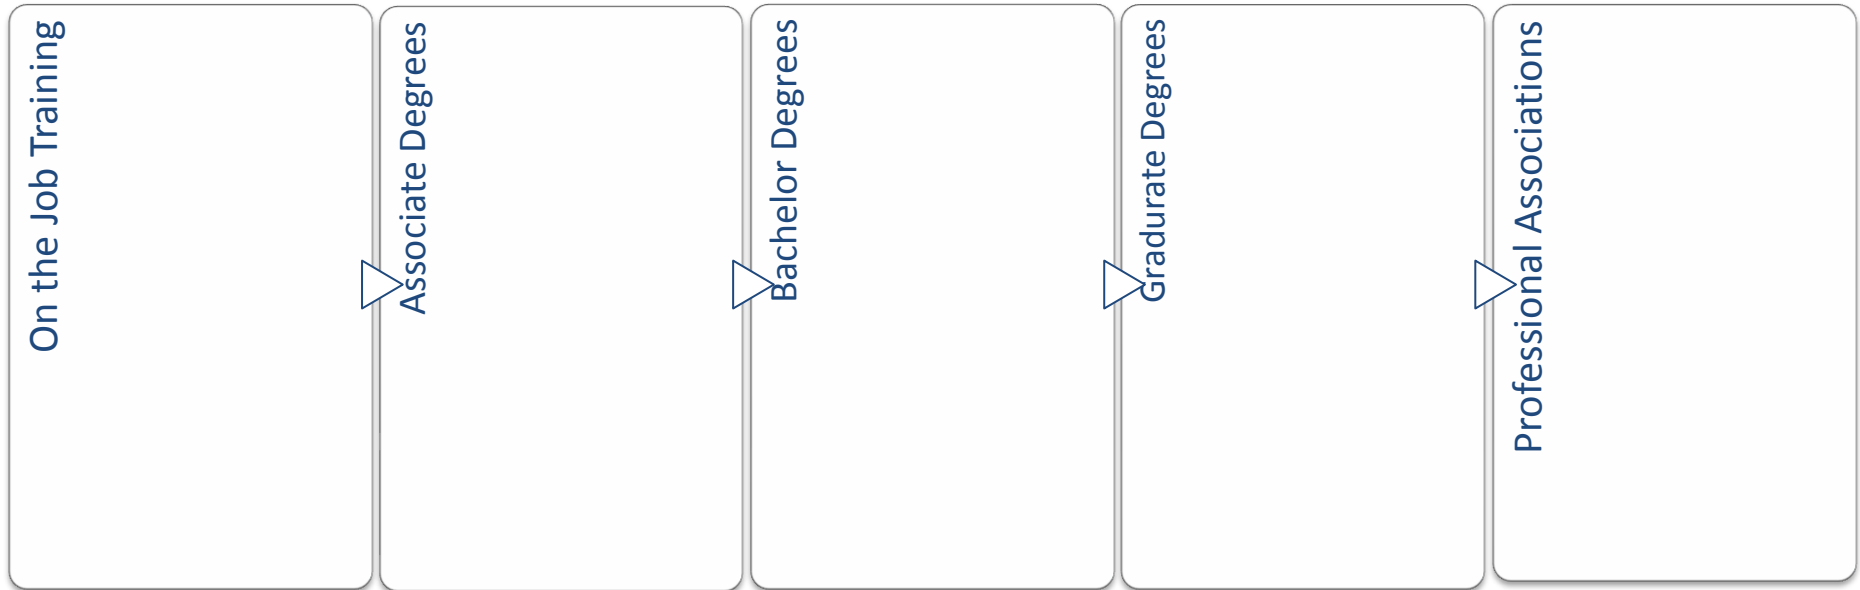 On the Job Training
Associate Degrees
Bachelor Degrees
Gradurate Degrees
Professional Associations